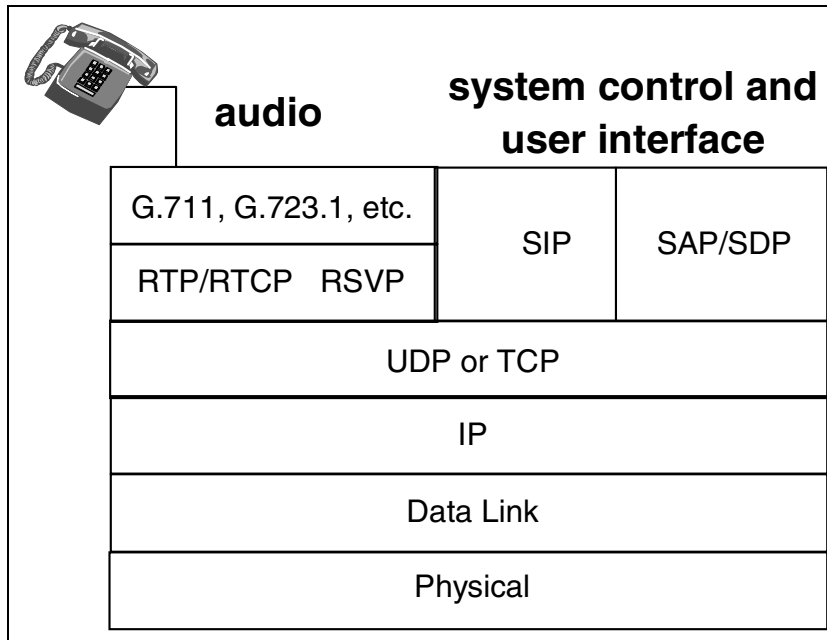 audio
system control and
user interface
G.711, G.723.1, etc.
RTP/RTCP RSVP
SIP
SAP/SDP
UDP or TCP
IP
Data Link
Physical